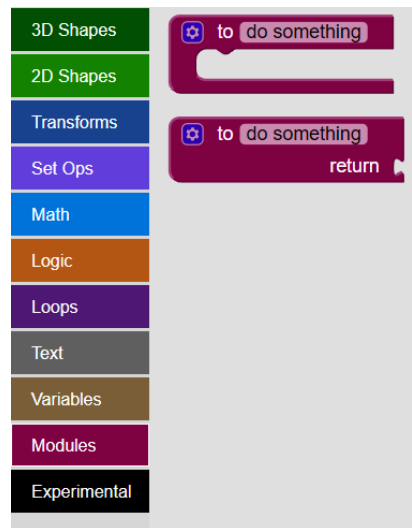 3D Shapes
2D Shapes
Transforms
Set Ops
Math
Logic
Loops
Text
Variables
Modules
Experimental
to do something
to do something
return